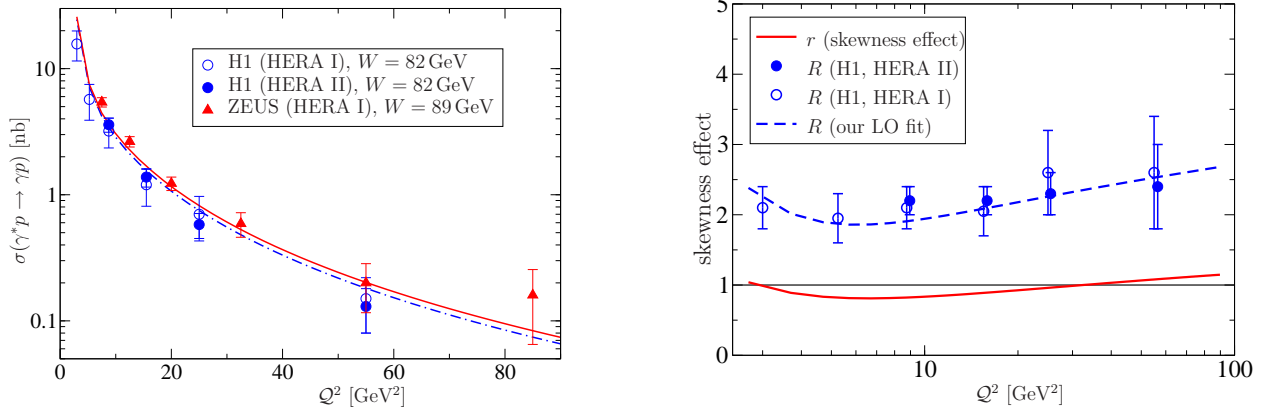 10
1
0.1
σ(γ*p → γp) [nb]
H1 (HERA I), W = 82 GeV
H1 (HERA II), W = 82 GeV
ZEUS (HERA I), W = 89 GeV
0 20 40 60 80
Q² [GeV²]
5
4
3
2
1
0
skewness effect
r (skewness effect)
R (H1, HERA II)
R (H1, HERA I)
R (our LO fit)
10 100
Q² [GeV²]